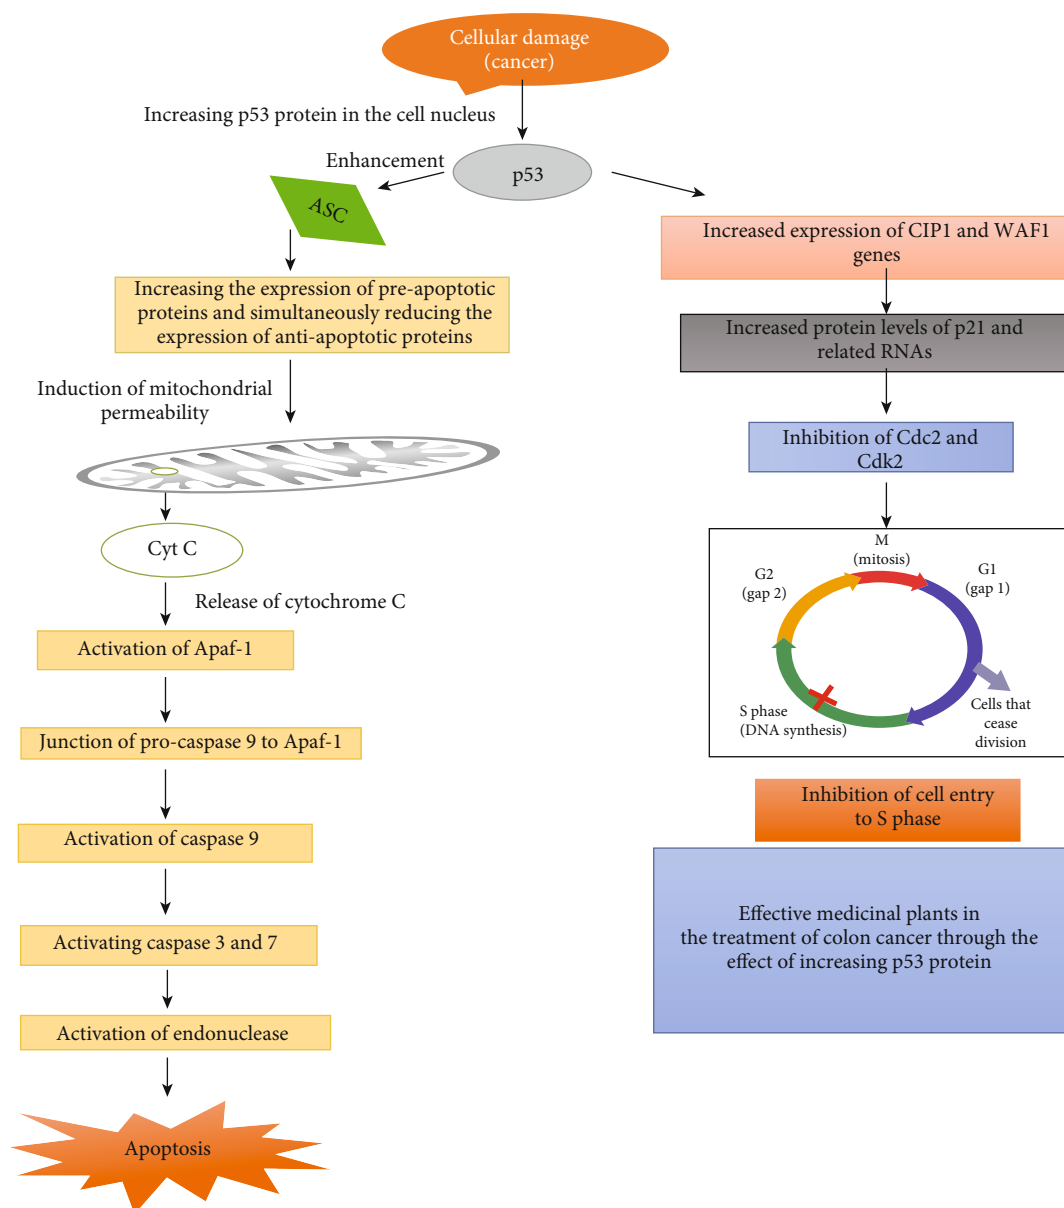 Cellular damage
(cancer)
Increasing p53 protein in the cell nucleus
Enhancement
p53
ASC
Increasing the expression of pre-apoptotic
proteins and simultaneously reducing the
expression of anti-apoptotic proteins
Induction of mitochondrial
permeability
Cyt C
Release of cytochrome C
Activation of Apaf-1
Junction of pro-caspase 9 to Apaf-1
Activation of caspase 9
Activating caspase 3 and 7
Activation of endonuclease
Apoptosis
Increased expression of CIP1 and WAF1
genes
Increased protein levels of p21 and
related RNAs
Inhibition of Cdc2 and
Cdk2
M
(mitosis)
G2
(gap 2)
G1
(gap 1)
S phase
(DNA synthesis)
Cells that
cease
division
Inhibition of cell entry
to S phase
Effective medicinal plants in
the treatment of colon cancer through the
effect of increasing p53 protein